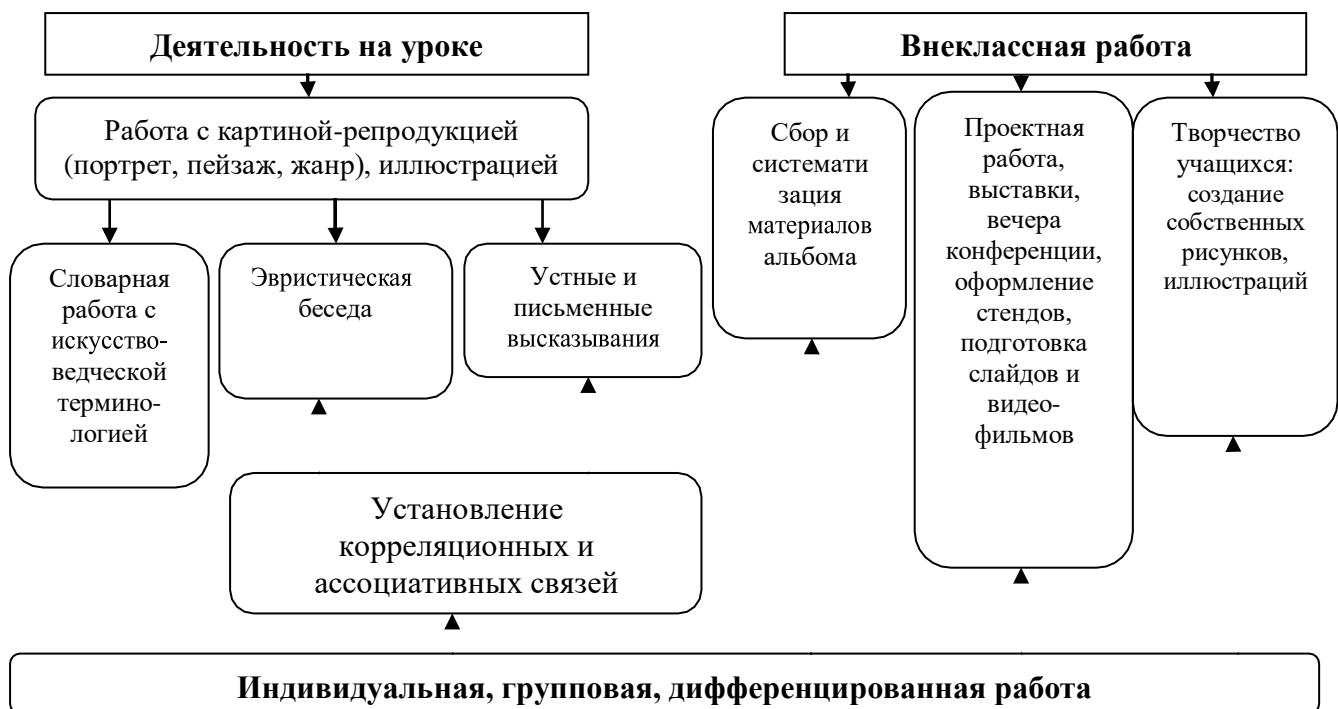 Деятельность на уроке
Внеклассная работа
Работа с картиной-репродукцией
(портрет, пейзаж, жанр), иллюстрацией
Словарная
работа с
искусство-
ведческой
термино-
логией
Эвристическая
беседа
Устные и
письменные
высказывания
Сбор и
системати
зация
материалов
альбома
Проектная
работа,
выставки,
вечера
конференции,
оформление
стендов,
подготовка
слайдов и
видео-
фильмов
Творчество
учащихся:
создание
собственных
рисунков,
иллюстраций
Установление
корреляционных и
ассоциативных связей
Индивидуальная, групповая, дифференцированная работа